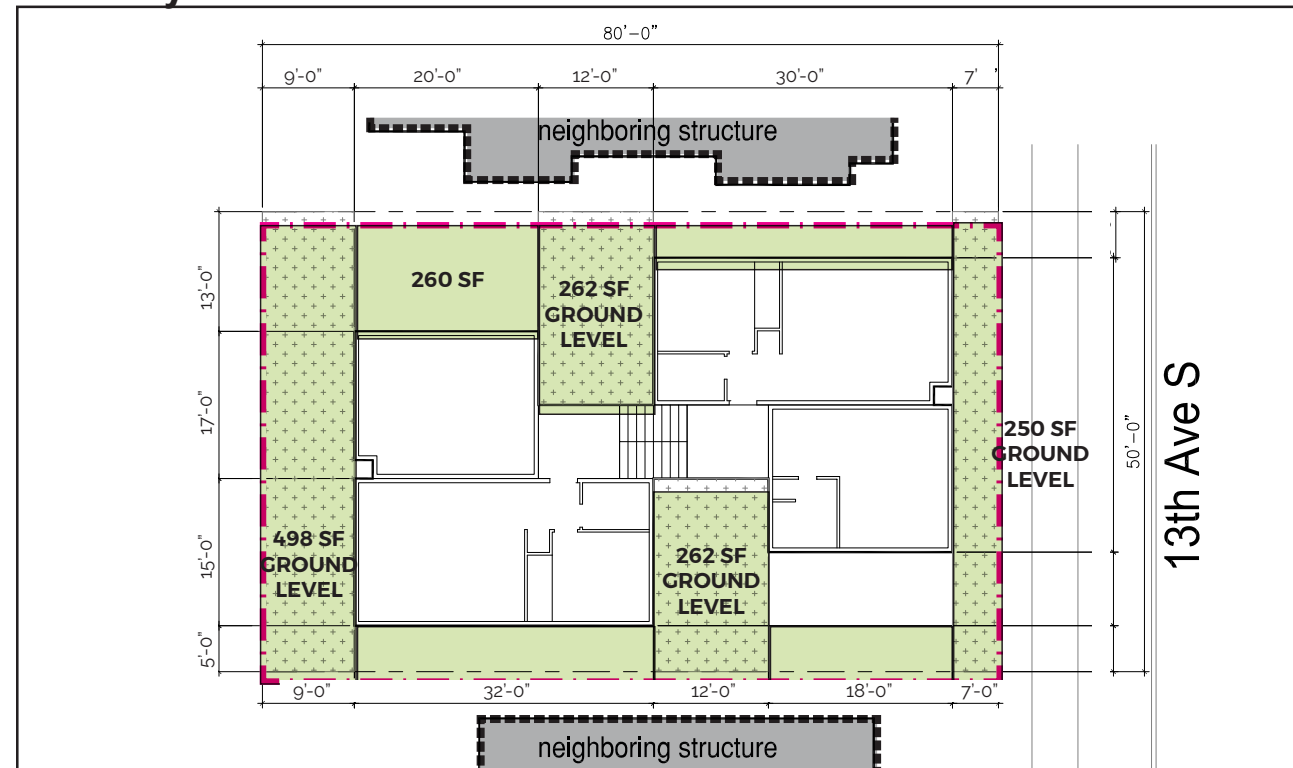 80'-0"
9'-0"
20'-0"
12'-0"
30'-0"
7'
neighboring structure
13'-0"
260 SF
262 SF
GROUND
LEVEL
17'-0"
250 SF
GROUND
LEVEL
50'-0"
13th Ave S
15'-0"
498 SF
GROUND
LEVEL
262 SF
GROUND
LEVEL
5'-0"
9'-0"
32'-0"
12'-0"
18'-0"
7'-0"
neighboring structure